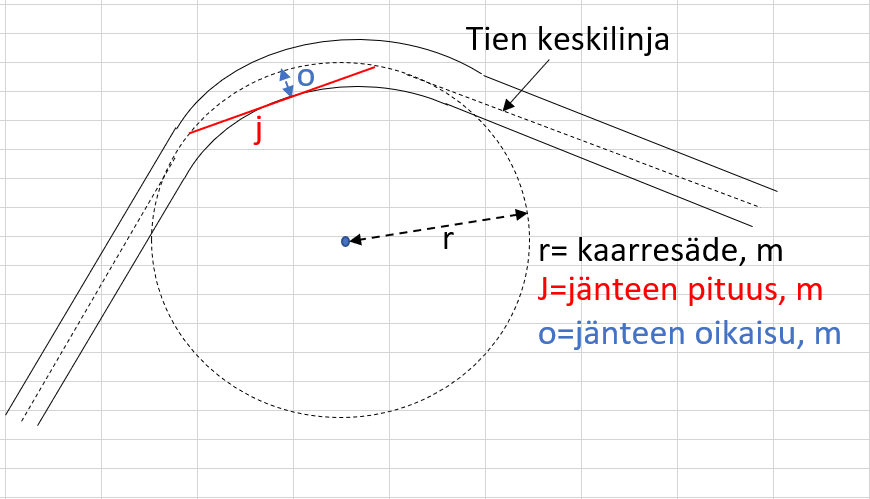 Tien keskilinja
o
j
r
r= kaarresäde, m
J=jänteen pituus, m
o=jänteen oikaisu, m